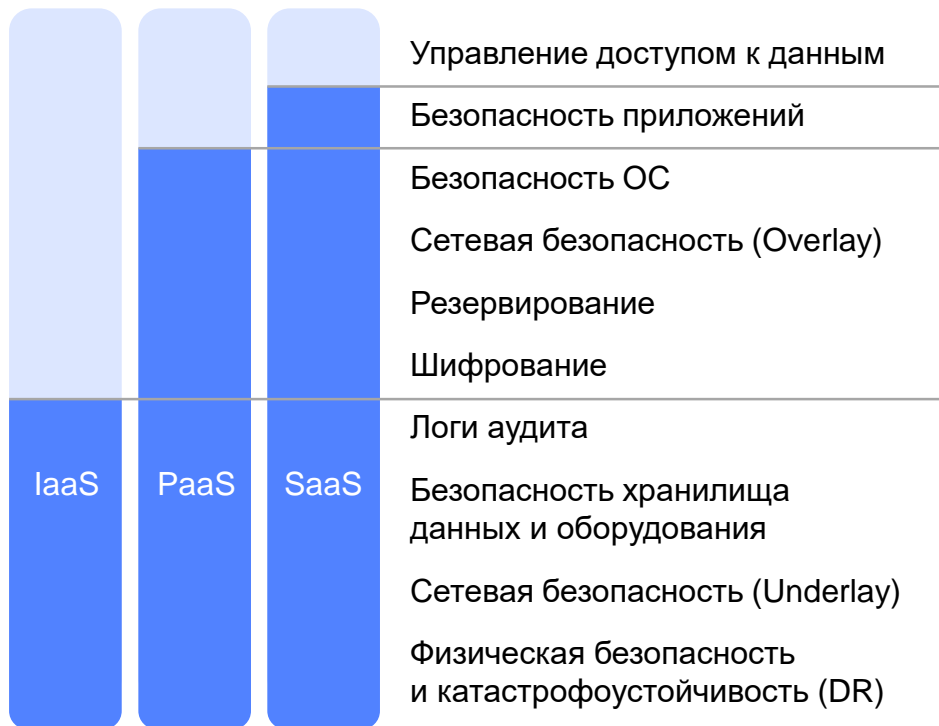 Управление доступом к данным
Безопасность приложений
Безопасность ОС
Сетевая безопасность (Overlay)
Резервирование
Шифрование
Логи аудита
IaaS PaaS SaaS
Безопасность хранилища
данных и оборудования
Сетевая безопасность (Underlay)
Физическая безопасность
и катастрофоустойчивость (DR)